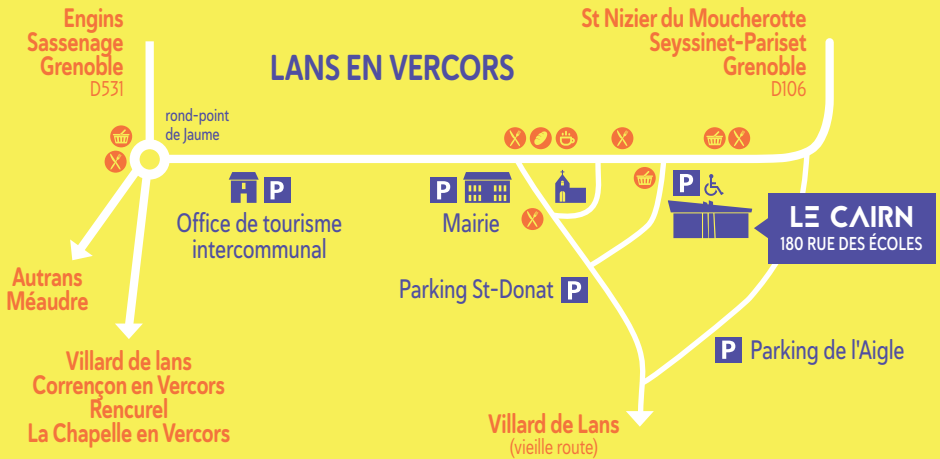 Engins
Sassenage
Grenoble
D531
LANS EN VERCORS
St Nizier du Moucherotte
Seyssinet-Pariset
Grenoble
D106
rond-point
de Jaume
P
Office de tourisme
intercommunal
P
Mairie
P
LE CAIRN
180 RUE DES ÉCOLES
Autrans
Méaudre
Parking St-Donat P
P Parking de l'Aigle
Villard de lans
Corrençon en Vercors
Rencurel
La Chapelle en Vercors
Villard de Lans
(vieille route)